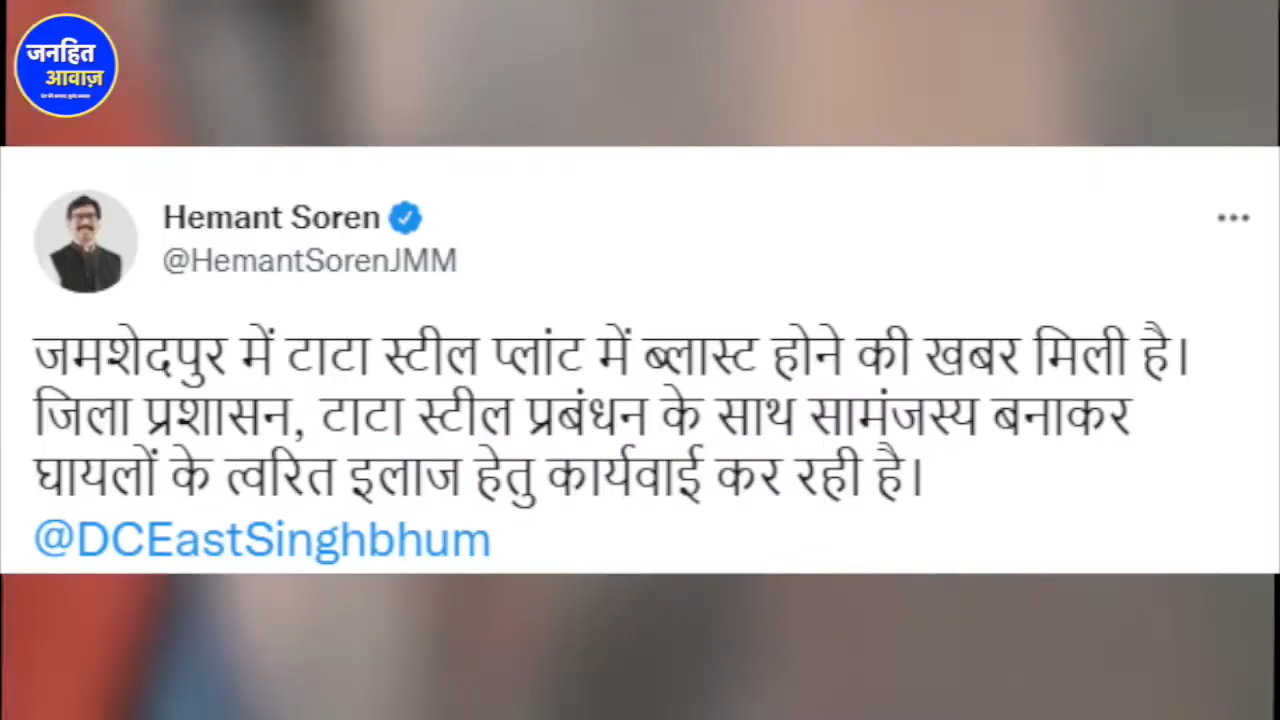 जनहित
आवाज़
Hemant Soren
@HemantSorenJMM
जमशेदपुर में टाटा स्टील प्लांट में ब्लास्ट होने की खबर मिली है।
जिला प्रशासन, टाटा स्टील प्रबंधन के साथ सामंजस्य बनाकर
घायलों के त्वरित इलाज हेतु कार्यवाई कर रही है।
@DCEastSinghbhum